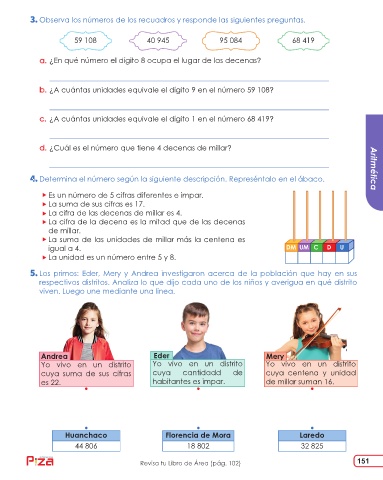 3. Observa los números de los recuadros y responde las siguientes preguntas.
59 108
40 945
95 084
68 419
a. ¿En qué número el dígito 8 ocupa el lugar de las decenas?
b. ¿A cuántas unidades equivale el dígito 9 en el número 59 108?
c. ¿A cuántas unidades equivale el dígito 1 en el número 68 419?
d. ¿Cuál es el número que tiene 4 decenas de millar?
Aritmética
4. Determina el número según la siguiente descripción. Represéntalo en el ábaco.
Es un número de 5 cifras diferentes e impar.
La suma de sus cifras es 17.
La cifra de las decenas de millar es 4.
La cifra de la decena es la mitad que de las decenas
de millar.
La suma de las unidades de millar más la centena es
igual a 4.
La unidad es un número entre 5 y 8.
DM UM C D U
5. Los primos: Eder, Mery y Andrea investigaron acerca de la población que hay en sus
respectivos distritos. Analiza lo que dijo cada uno de los niños y averigua en qué distrito
viven. Luego une mediante una línea.
Andrea
Yo vivo en un distrito
cuya suma de sus cifras
es 22.
Eder
Yo vivo en un distrito
cuya cantidadd de
habitantes es impar.
Mery
Yo vivo en un distrito
cuya centena y unidad
de millar suman 16.
Huanchaco
44 806
Florencia de Mora
18 802
Laredo
32 825
Revisa tu Libro de Área (pág. 102)
151